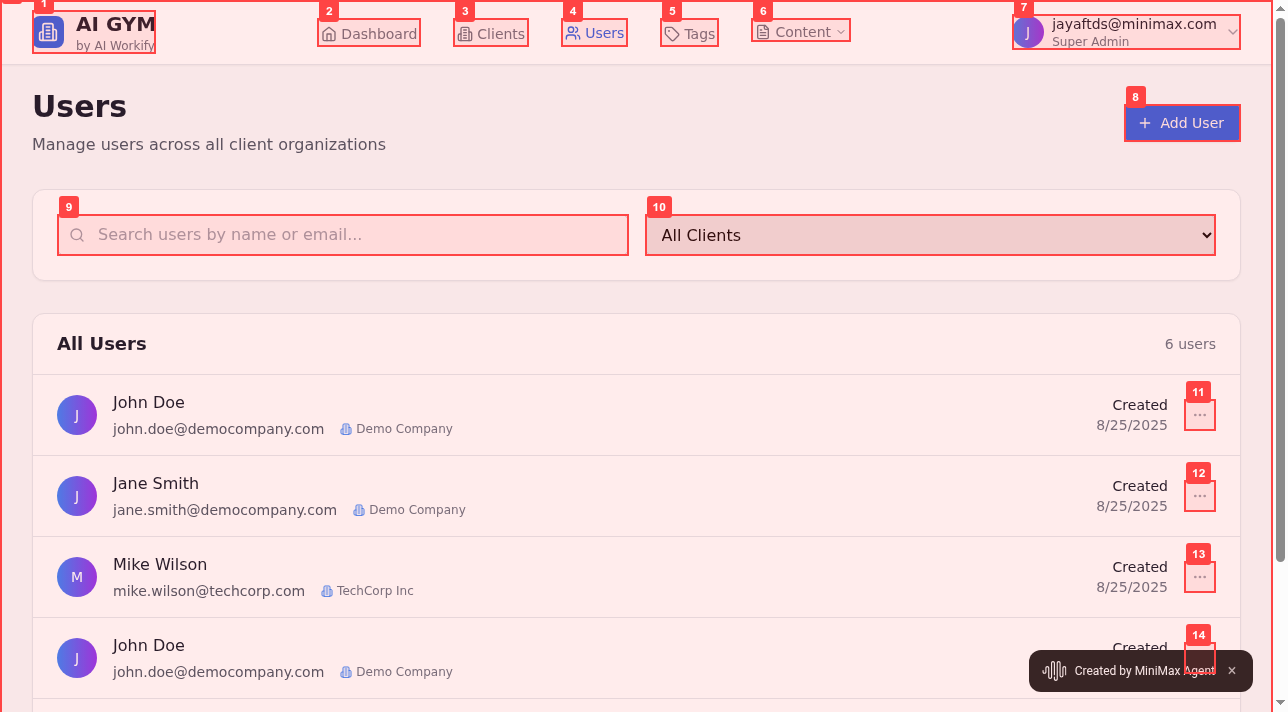 1
2
3
4
5
6
7
AI GYM
by AI Workify
Dashboard
Clients
Users
Tags
Content
J
jayaftds@minimax.com
Super Admin
Users
Manage users across all client organizations
8
+ Add User
9
Search users by name or email...
10
All Clients
All Users
6 users
J
John Doe
john.doe@democompany.com
Demo Company
Created
8/25/2025
11
J
Jane Smith
jane.smith@democompany.com
Demo Company
Created
8/25/2025
12
M
Mike Wilson
mike.wilson@techcorp.com
TechCorp Inc
Created
8/25/2025
13
J
John Doe
john.doe@democompany.com
Demo Company
Created
14
Created by MiniMax Agent ×